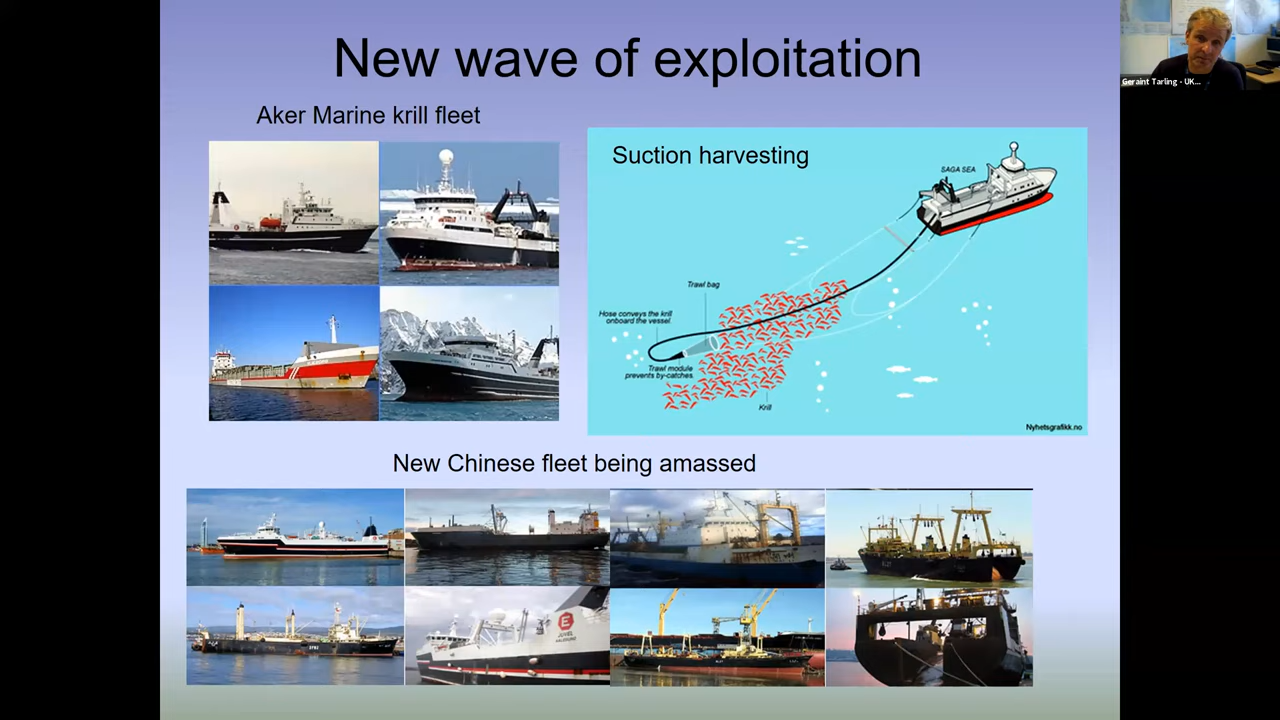 New wave of exploitation
Aker Marine krill fleet
Suction harvesting
SAGA SEA
Trawl bag
Hose conveys the krill
onboard the vessel.
Trawl module
prevents by-catches.
Krill
Nyhetsgrafikk.no
New Chinese fleet being amassed
JUVEL
Geraint Tarling - UK...